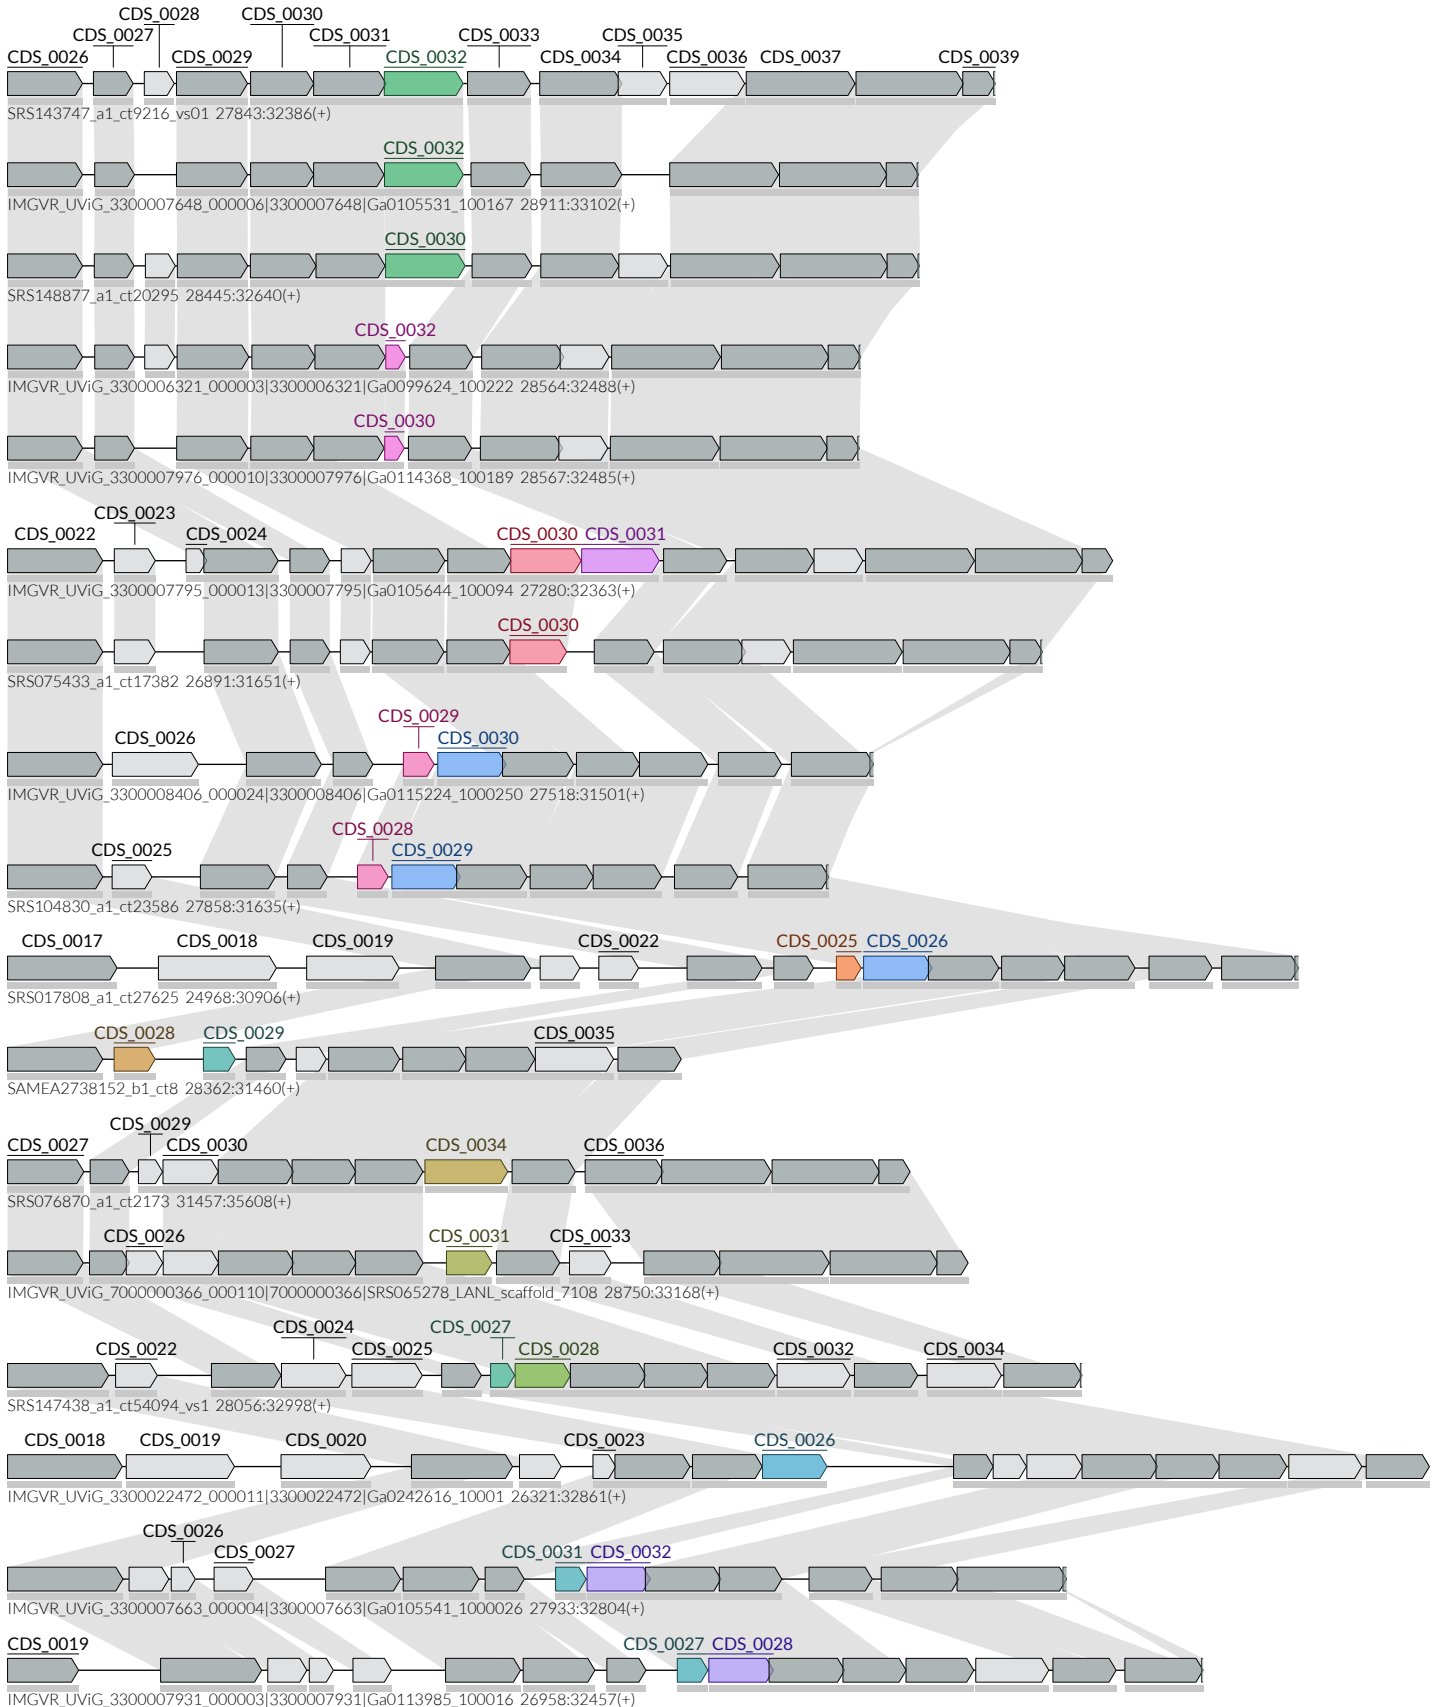 CDS_0028 CDS_0030
CDS_0027 CDS_0031 CDS_0033 CDS_0035
CDS_0026 CDS_0029 CDS_0032 CDS_0034 CDS_0036 CDS_0037 CDS_0039
SRS143747_a1_ct9216_vs01 27843:32386(+)
CDS_0032
IMGVR_UViG_3300007648_000006|3300007648|Ga0105531_100167 28911:33102(+)
CDS_0030
SRS148877_a1_ct20295 28445:32640(+)
CDS_0032
IMGVR_UViG_3300006321_000003|3300006321|Ga0099624_100222 28564:32488(+)
CDS_0030
IMGVR_UViG_3300007976_000010|3300007976|Ga0114368_100189 28567:32485(+)
CDS_0023
CDS_0022 CDS_0024 CDS_0030 CDS_0031
IMGVR_UViG_3300007795_000013|3300007795|Ga0105644_100094 27280:32363(+)
CDS_0030
SRS075433_a1_ct17382 26891:31651(+)
CDS_0029
CDS_0026 CDS_0030
IMGVR_UViG_3300008406_000024|3300008406|Ga0115224_1000250 27518:31501(+)
CDS_0028
CDS_0025 CDS_0029
SRS104830_a1_ct23586 27858:31635(+)
CDS_0017 CDS_0018 CDS_0019 CDS_0022 CDS_0025 CDS_0026
SRS017808_a1_ct27625 24968:30906(+)
CDS_0028 CDS_0029 CDS_0035
SAMEA2738152_b1_ct8 28362:31460(+)
CDS_0029
CDS_0027 CDS_0030 CDS_0034 CDS_0036
SRS076870_a1_ct2173 31457:35608(+)
CDS_0026 CDS_0031 CDS_0033
IMGVR_UViG_7000000366_000110|7000000366|SRS065278_LANL_scaffold_7108 28750:33168(+)
CDS_0024 CDS_0027
CDS_0022 CDS_0025 CDS_0028 CDS_0032 CDS_0034
SRS147438_a1_ct54094_vs1 28056:32998(+)
CDS_0018 CDS_0019 CDS_0020 CDS_0023 CDS_0026
IMGVR_UViG_3300022472_000011|3300022472|Ga0242616_10001 26321:32861(+)
CDS_0026
CDS_0027 CDS_0031 CDS_0032
IMGVR_UViG_3300007663_000004|3300007663|Ga0105541_1000026 27933:32804(+)
CDS_0019 CDS_0027 CDS_0028
IMGVR_UViG_3300007931_000003|3300007931|Ga0113985_100016 26958:32457(+)